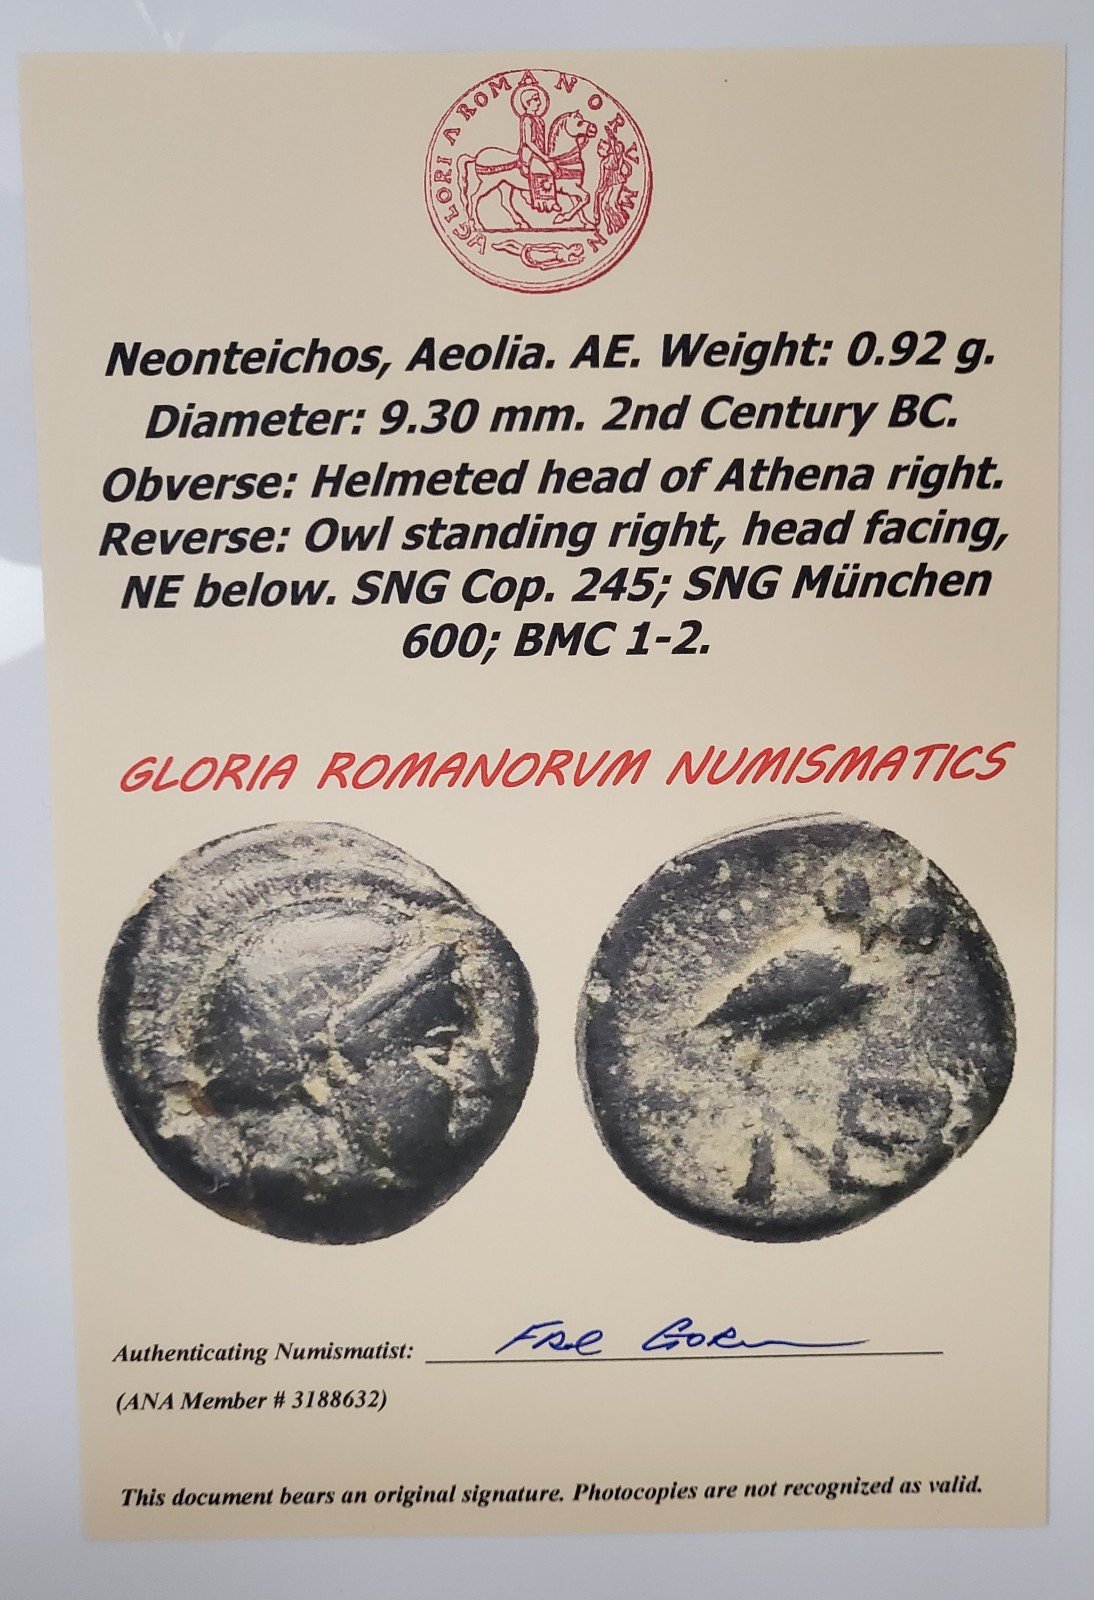 GLORIA ROMANORVM
Neonteichos, Aeolia. AE. Weight: 0.92 g.
Diameter: 9.30 mm. 2nd Century BC.
Obverse: Helmeted head of Athena right.
Reverse: Owl standing right, head facing,
NE below. SNG Cop. 245; SNG München
600; BMC 1-2.
GLORIA ROMANORVM NUMISMATICS
Authenticating Numismatist:
(ANA Member # 3188632)
This document bears an original signature. Photocopies are not recognized as valid.